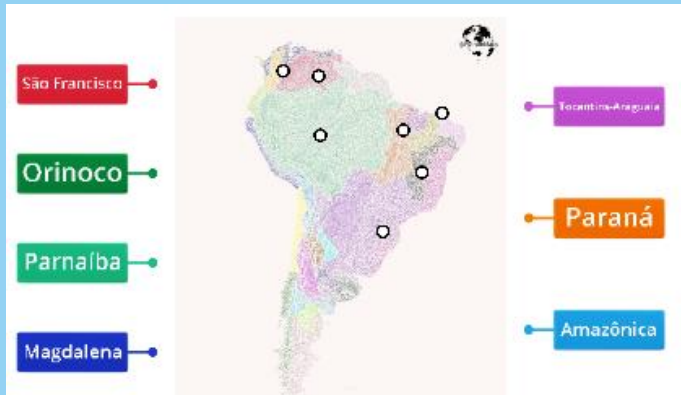 São Francisco
Orinoco
Parnaíba
Magdalena
Tocantins-Araguaia
Paraná
Amazônica